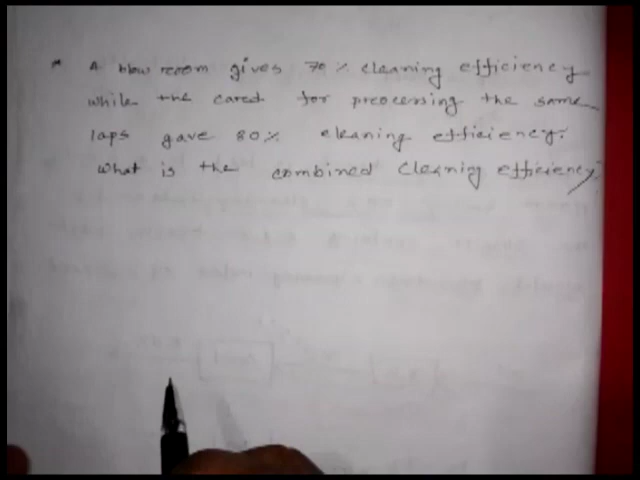 * A blow room gives 70% cleaning efficiency
while the card for processing the same
laps gave 80% cleaning efficiency.
What is the combined cleaning efficiency?